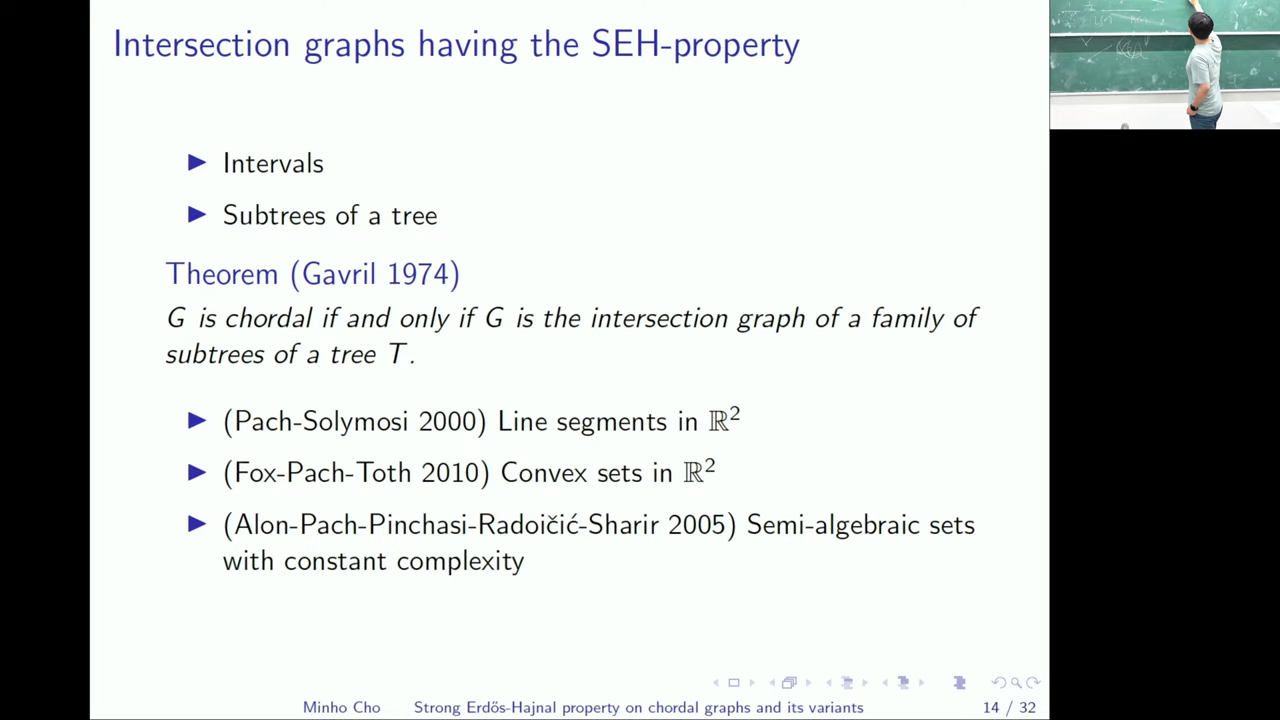 Intersection graphs having the SEH-property
▶ Intervals
▶ Subtrees of a tree
Theorem (Gavril 1974)
G is chordal if and only if G is the intersection graph of a family of
subtrees of a tree T.
▶ (Pach-Solymosi 2000) Line segments in ℝ²
▶ (Fox-Pach-Toth 2010) Convex sets in ℝ²
▶ (Alon-Pach-Pinchasi-Radoičić-Sharir 2005) Semi-algebraic sets
with constant complexity
Minho Cho Strong Erdős-Hajnal property on chordal graphs and its variants 14 / 32